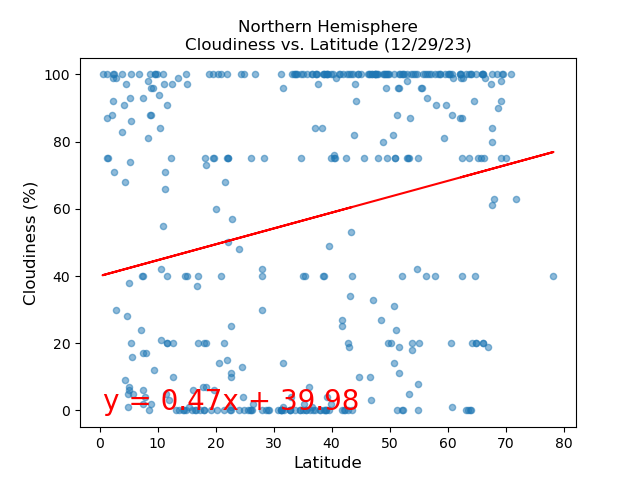 Northern Hemisphere
Cloudiness vs. Latitude (12/29/23)
100
80
60
40
20
0
Cloudiness (%)
y = 0.47x + 39.98
0 10 20 30 40 50 60 70 80
Latitude